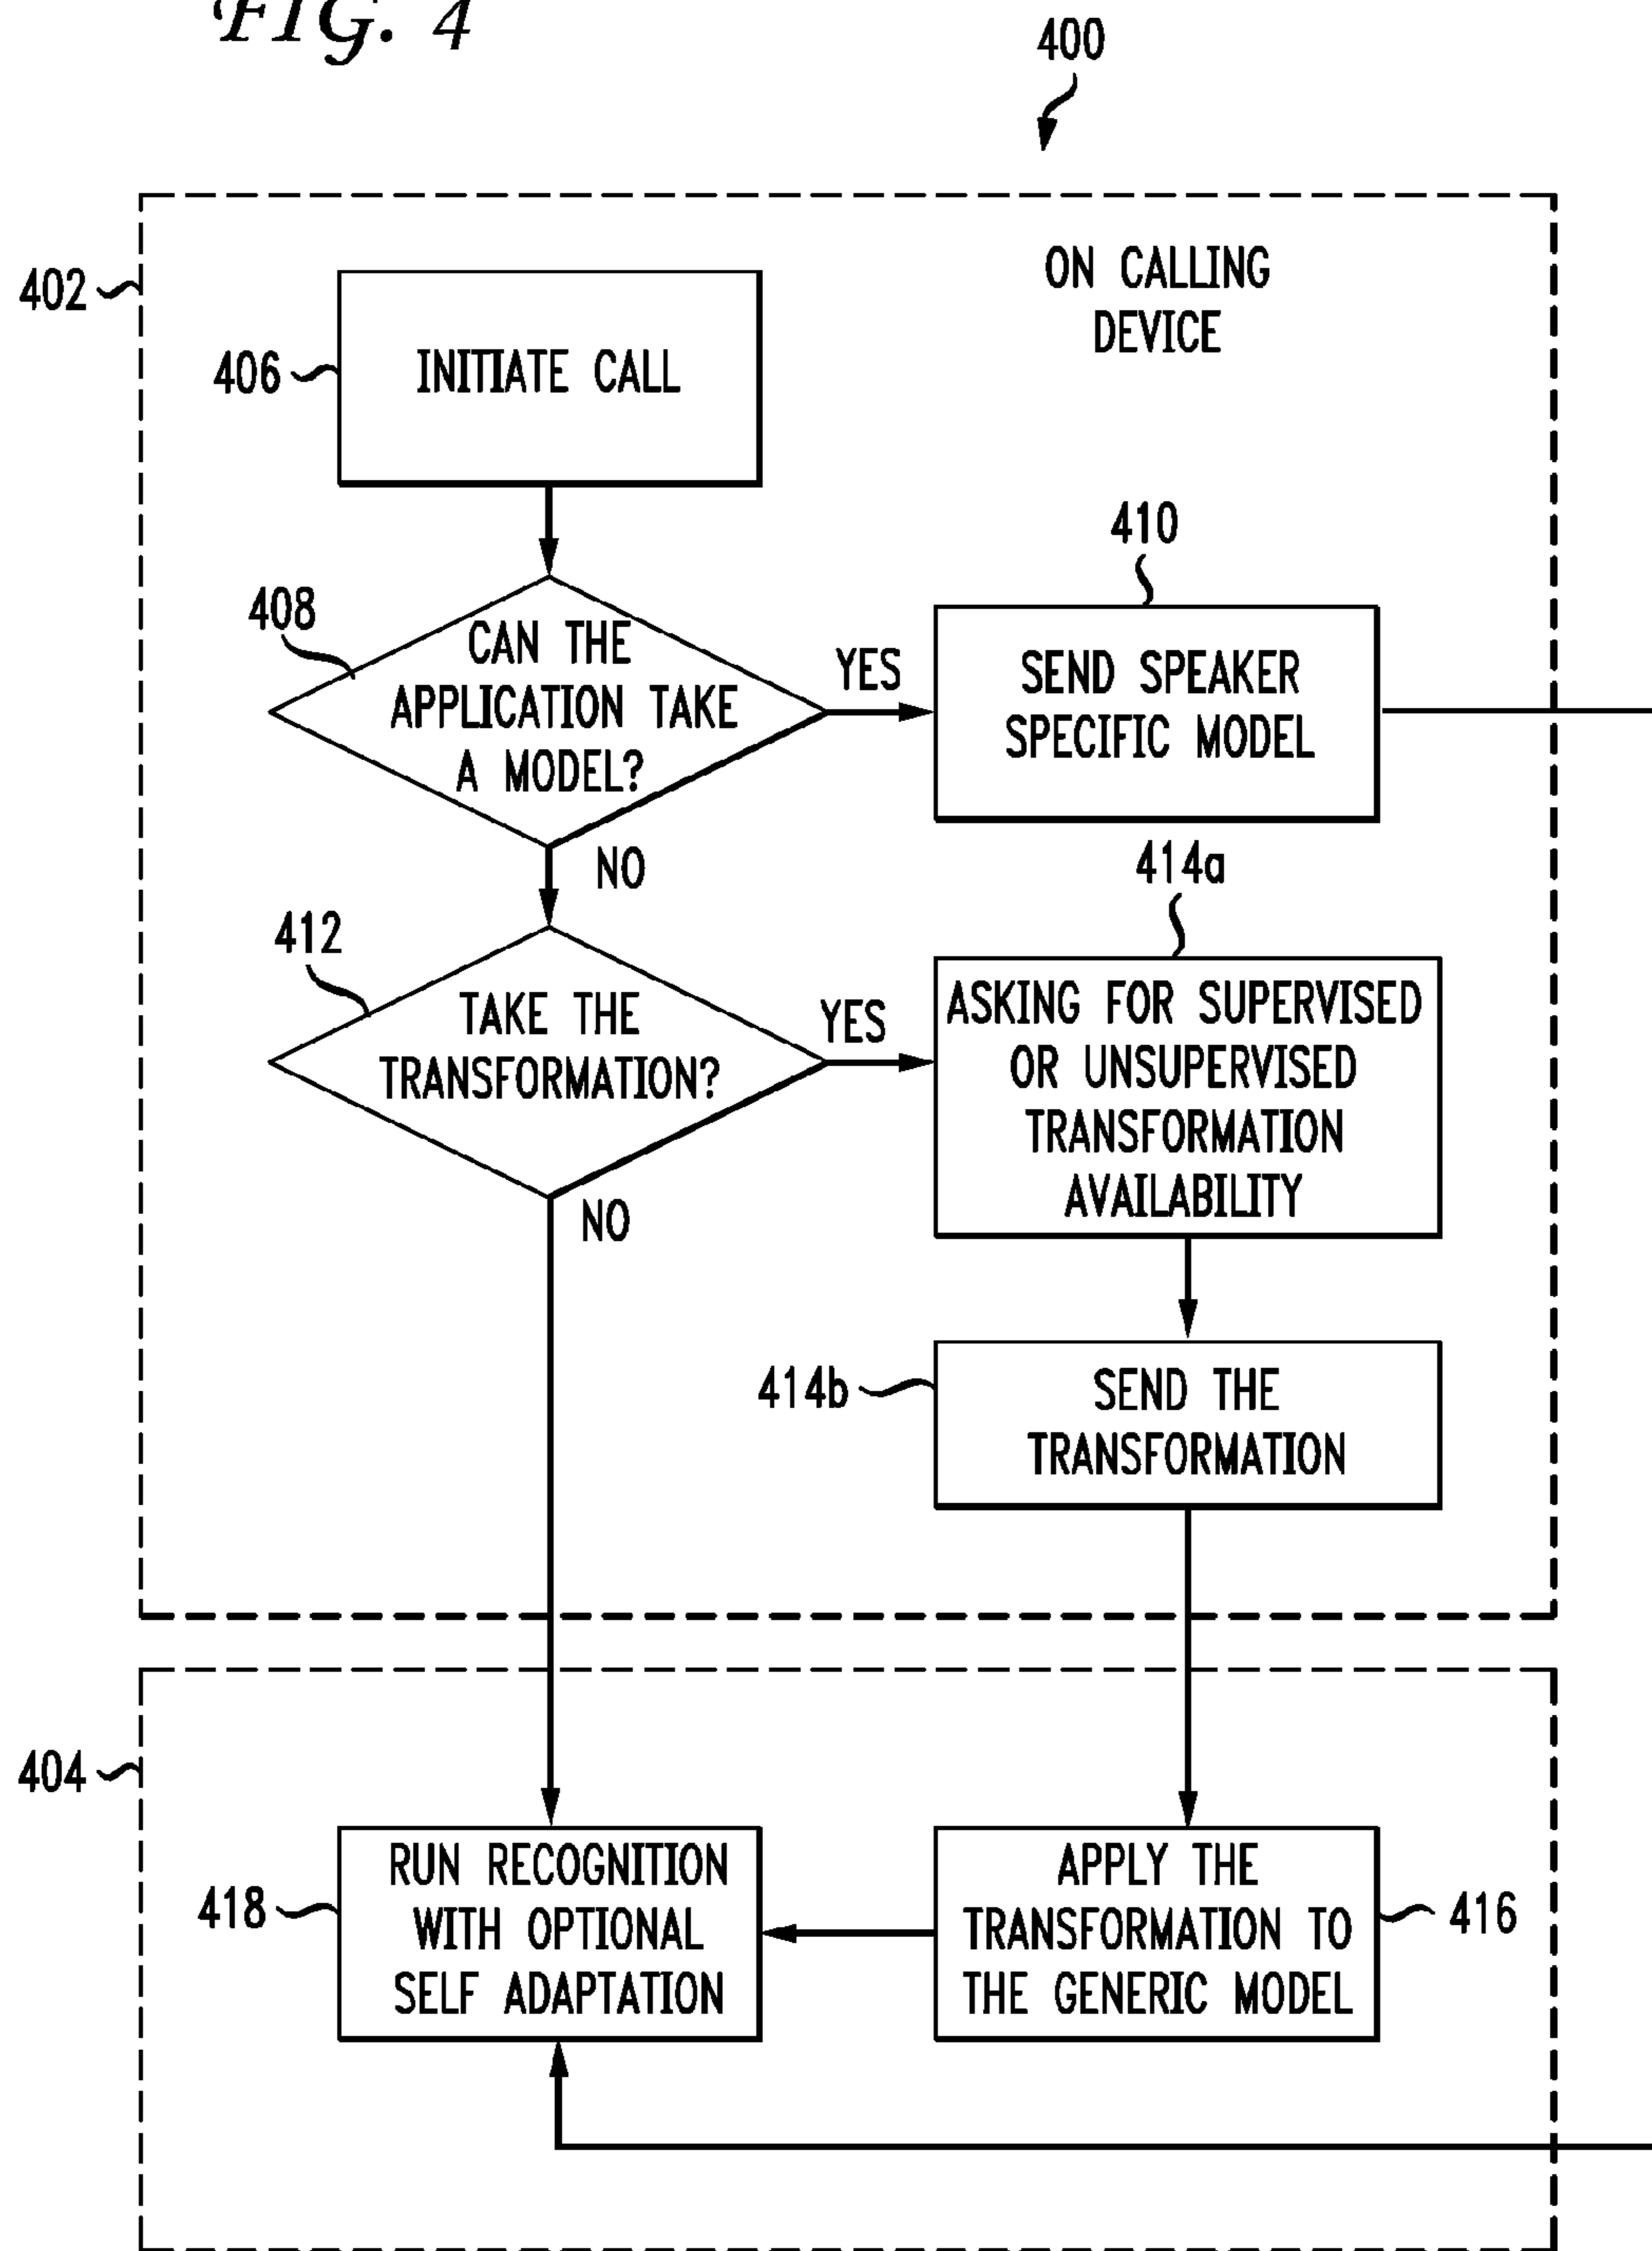 FIG. 4
400
402
ON CALLING
DEVICE
406
INITIATE CALL
410
408
CAN THE
APPLICATION TAKE
A MODEL?
YES
SEND SPEAKER
SPECIFIC MODEL
NO
414a
412
TAKE THE
TRANSFORMATION?
YES
ASKING FOR SUPERVISED
OR UNSUPERVISED
TRANSFORMATION
AVAILABILITY
NO
414b
SEND THE
TRANSFORMATION
404
418
RUN RECOGNITION
WITH OPTIONAL
SELF ADAPTATION
APPLY THE
TRANSFORMATION TO
THE GENERIC MODEL
416